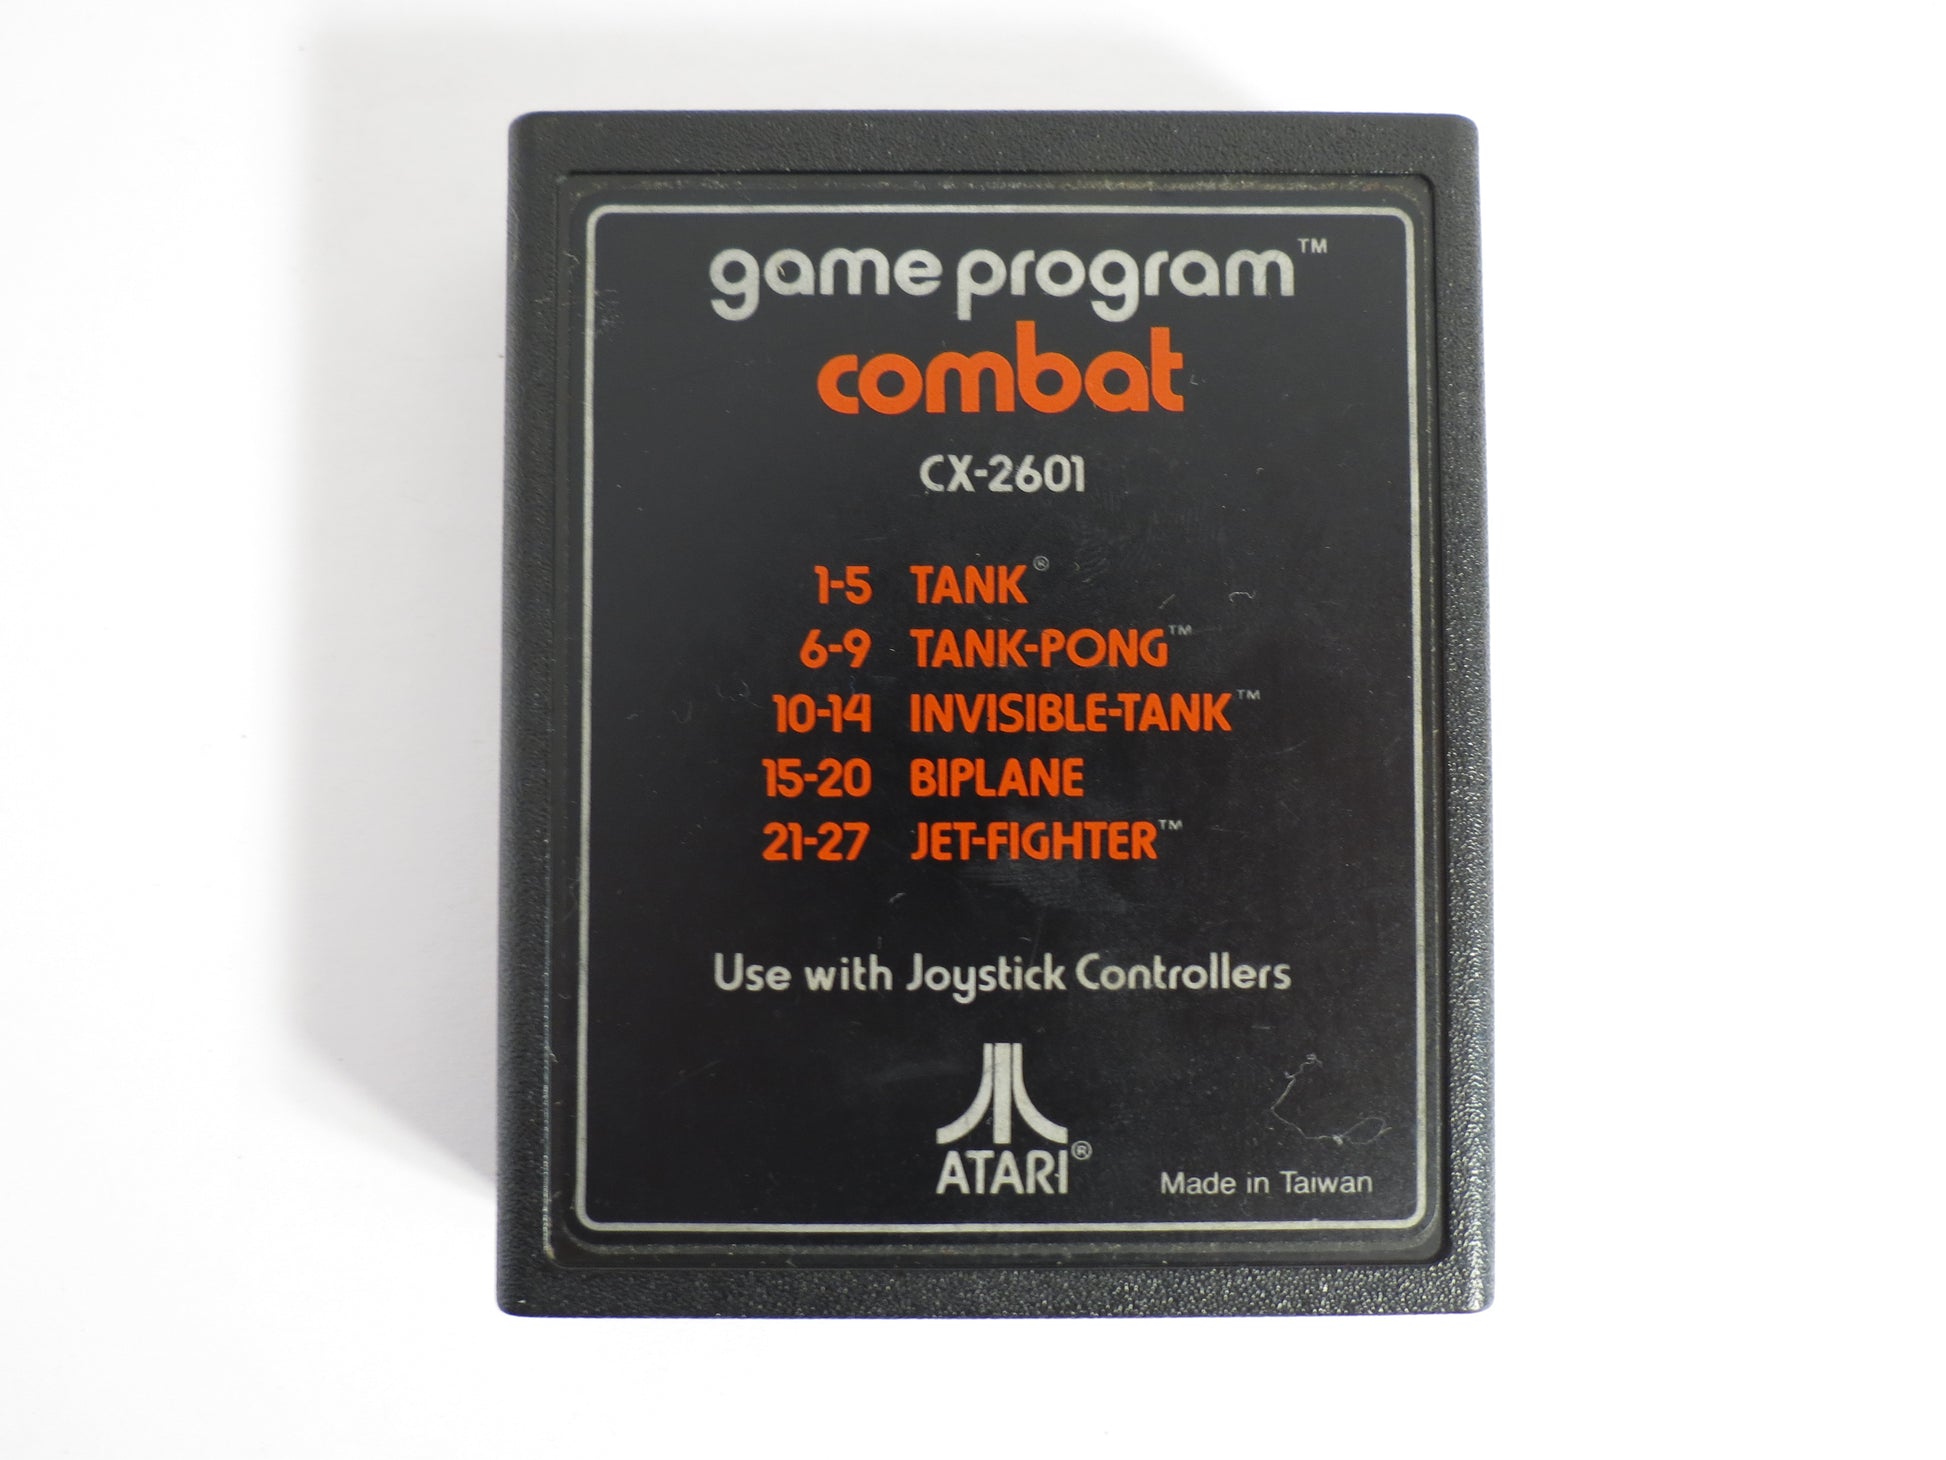 game program™
combat
CX-2601
1-5 TANK®
6-9 TANK-PONG™
10-14 INVISIBLE-TANK™
15-20 BIPLANE
21-27 JET-FIGHTER™
Use with Joystick Controllers
ATARI®
Made in Taiwan